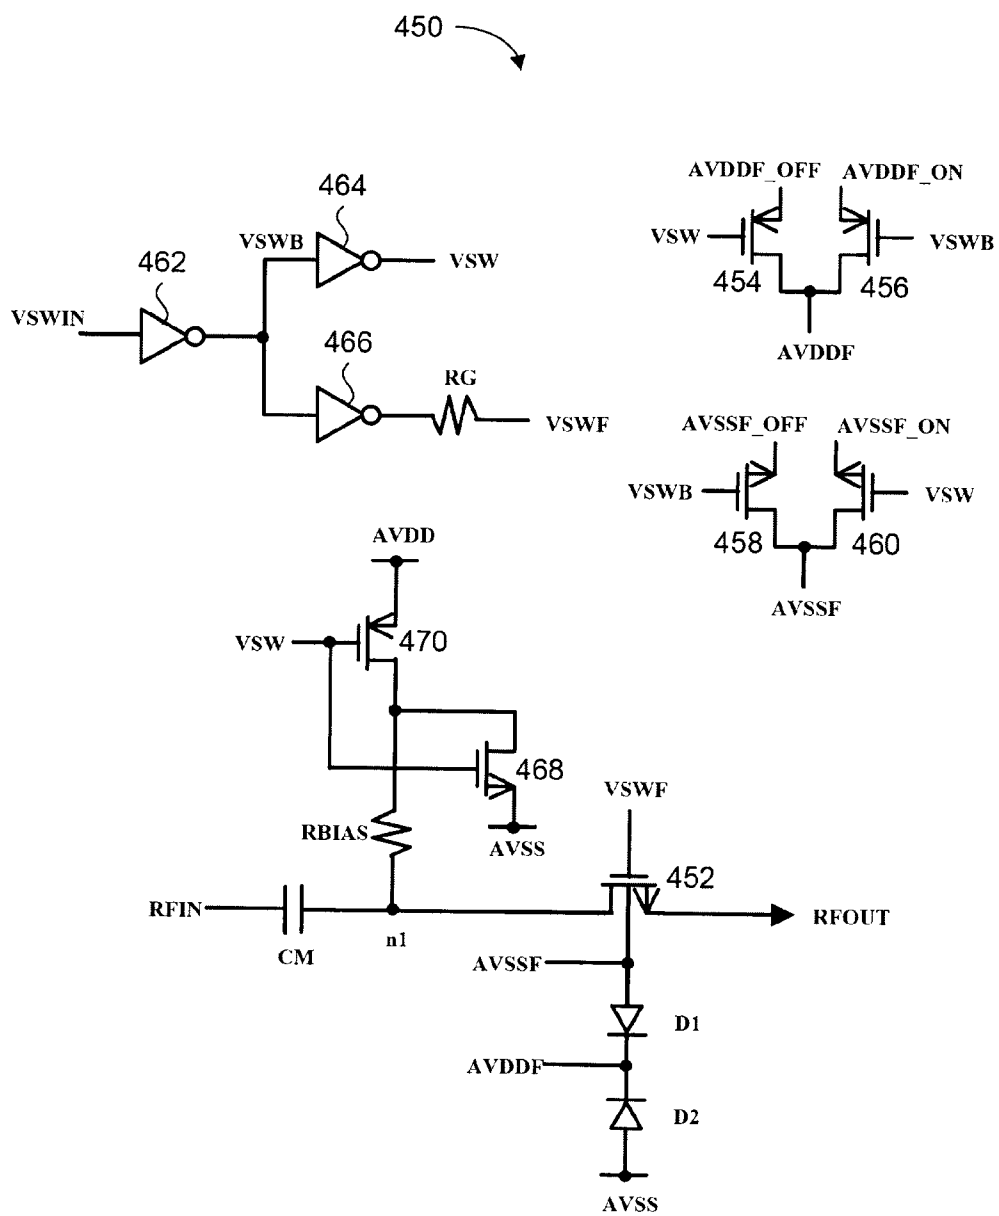 450
464
AVDDF_OFF AVDDF_ON
VSWB
VSW
VSW
VSWB
462
454
456
VSWIN
466
AVDDF
RG
VSWF
AVSSF_OFF AVSSF_ON
VSWB
VSW
458
460
AVDD
AVSSF
VSW
470
468
VSWF
RBIAS
AVSS
452
RFIN
RFOUT
CM
n1
AVSSF
D1
AVDDF
D2
AVSS